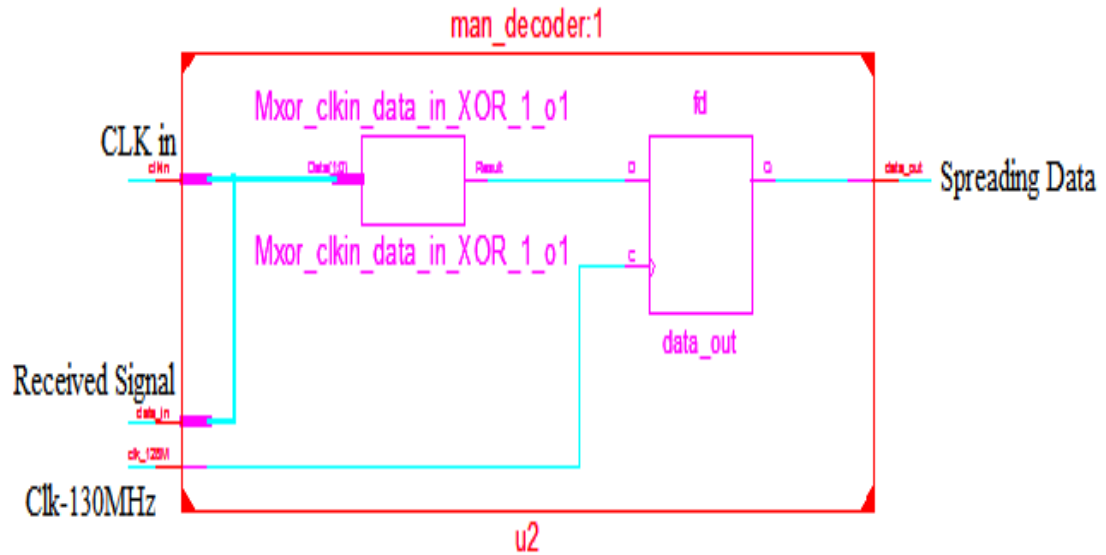 man_decoder:1
Mxor_clkin_data_in_XOR_1_o1
fd
CLK in
clkin
Data(1:0)
Result
D
Q
data_out
Spreading Data
Mxor_clkin_data_in_XOR_1_o1
C
data_out
Received Signal
data_in
clk_128M
Clk-130MHz
u2